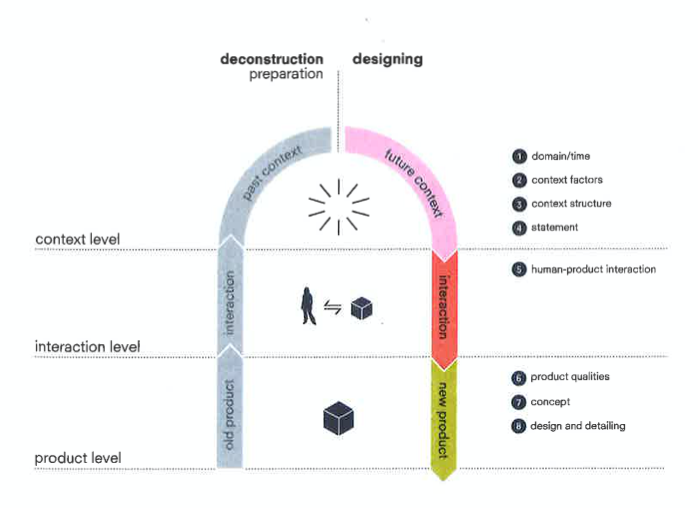 deconstruction
preparation
designing
past context
future context
1 domain/time
2 context factors
3 context structure
4 statement
context level
interaction
interaction
5 human-product interaction
interaction level
old product
new product
6 product qualities
7 concept
8 design and detailing
product level